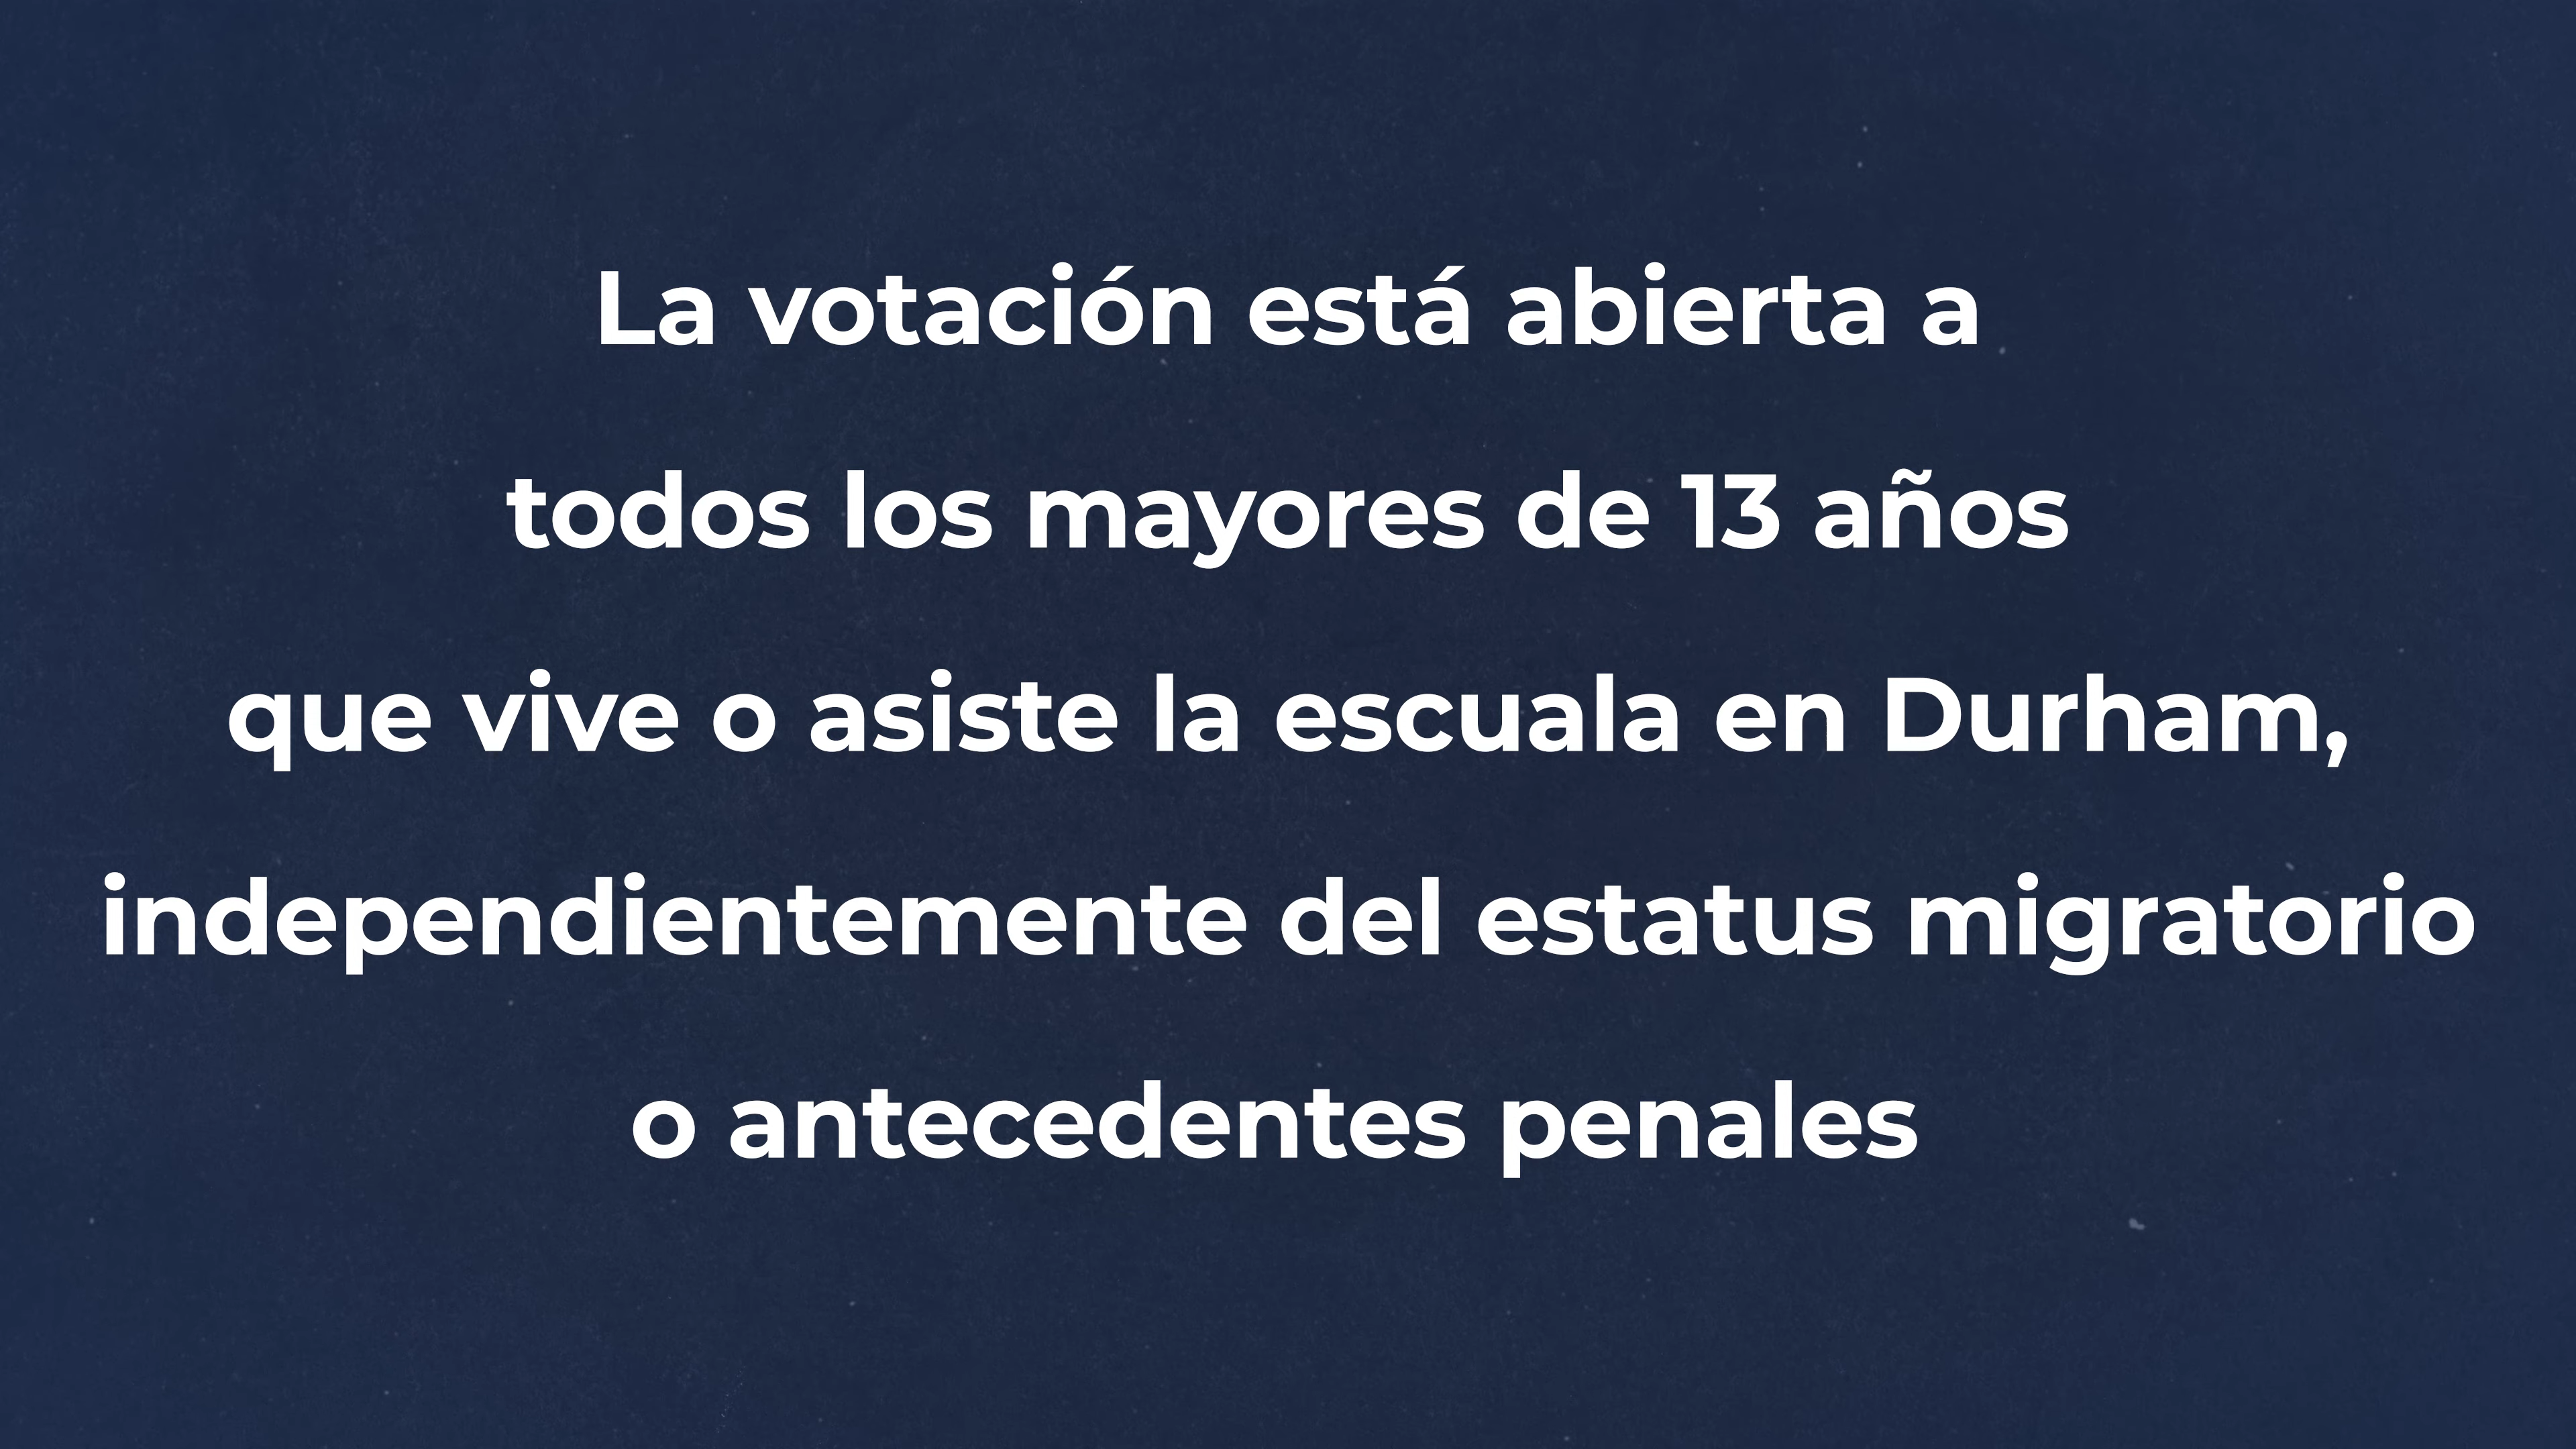 La votación está abierta a
todos los mayores de 13 años
que vive o asiste la escuala en Durham,
independientemente del estatus migratorio
o antecedentes penales